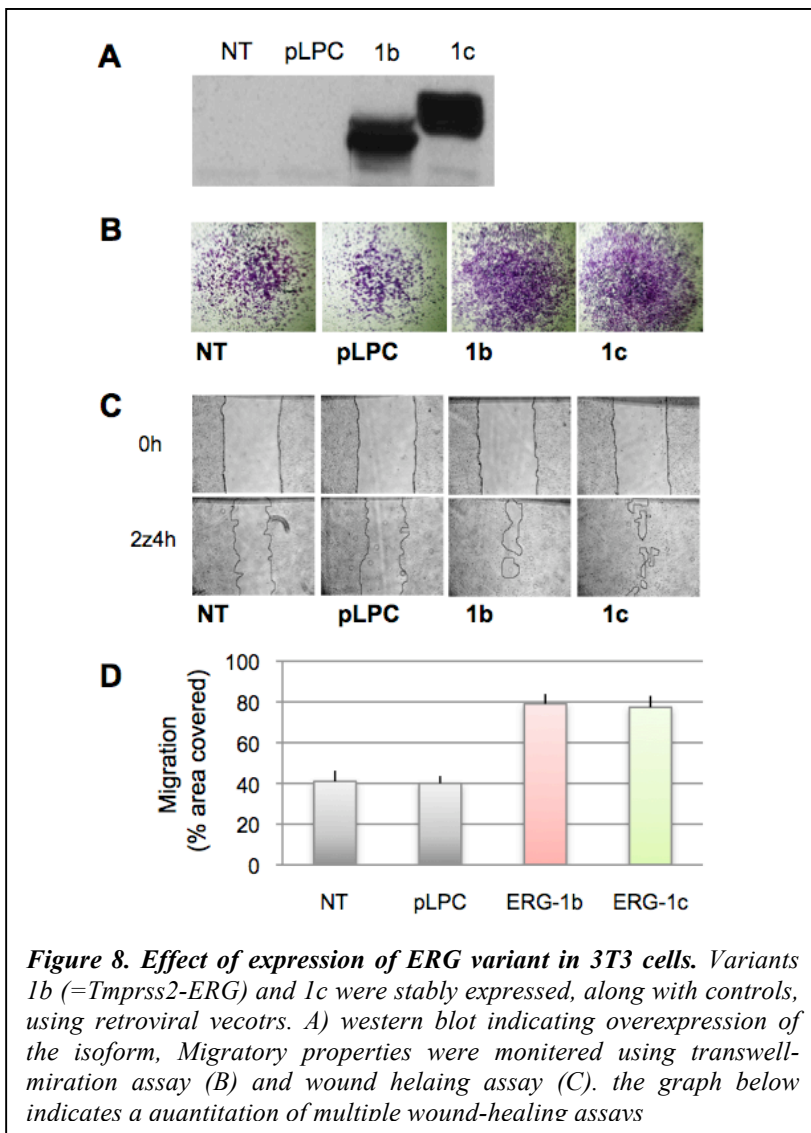 A
NT pLPC 1b 1c
B
NT pLPC 1b 1c
C
0h
2z4h
NT pLPC 1b 1c
D
Migration
(% area covered)
100
80
60
40
20
0
NT pLPC ERG-1b ERG-1c
Figure 8. Effect of expression of ERG variant in 3T3 cells. Variants
1b (=Tmprss2-ERG) and 1c were stably expressed, along with controls,
using retroviral vecotrs. A) western blot indicating overexpression of
the isoform, Migratory properties were monitered using transwell-
miration assay (B) and wound helaing assay (C). the graph below
indicates a quantitation of multiple wound-healing assays